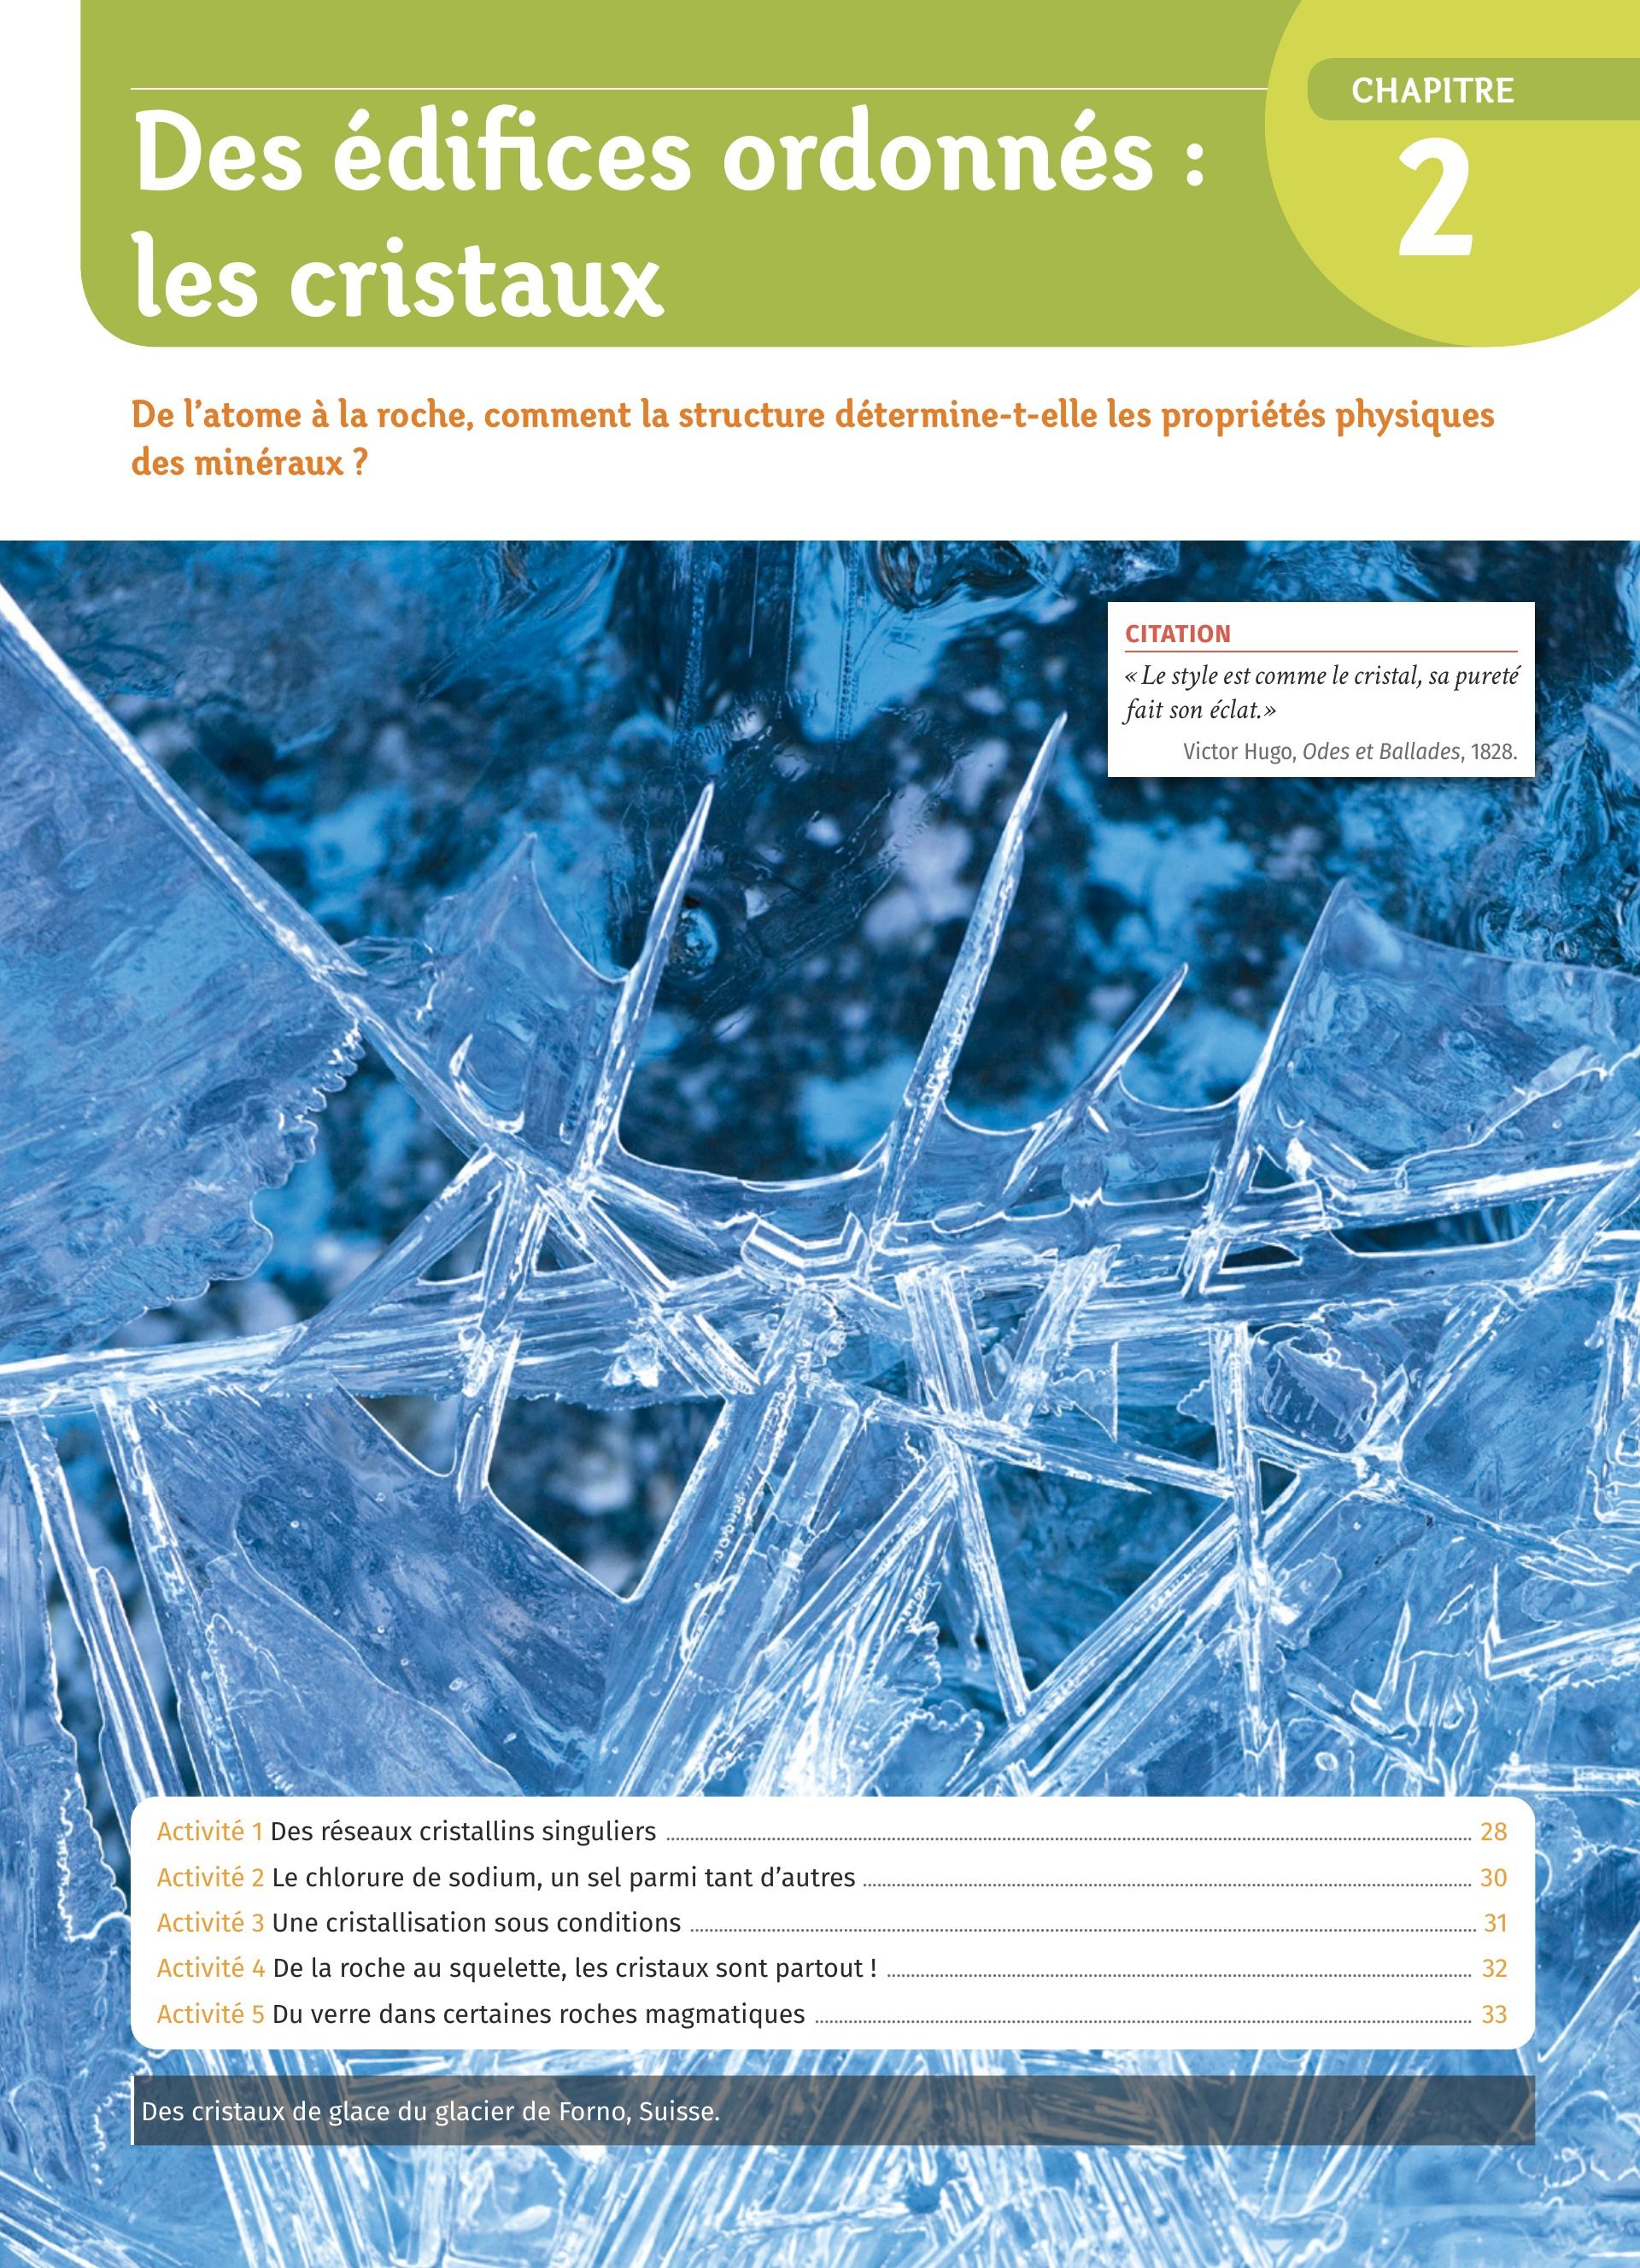 CHAPITRE
2
Des édifices ordonnés :
les cristaux
De l’atome à la roche, comment la structure détermine-t-elle les propriétés physiques
des minéraux ?
CITATION
« Le style est comme le cristal, sa pureté
fait son éclat.»
Victor Hugo, Odes et Ballades, 1828.
Activité 1 Des réseaux cristallins singuliers 28
Activité 2 Le chlorure de sodium, un sel parmi tant d’autres 30
Activité 3 Une cristallisation sous conditions 31
Activité 4 De la roche au squelette, les cristaux sont partout ! 32
Activité 5 Du verre dans certaines roches magmatiques 33
Des cristaux de glace du glacier de Forno, Suisse.